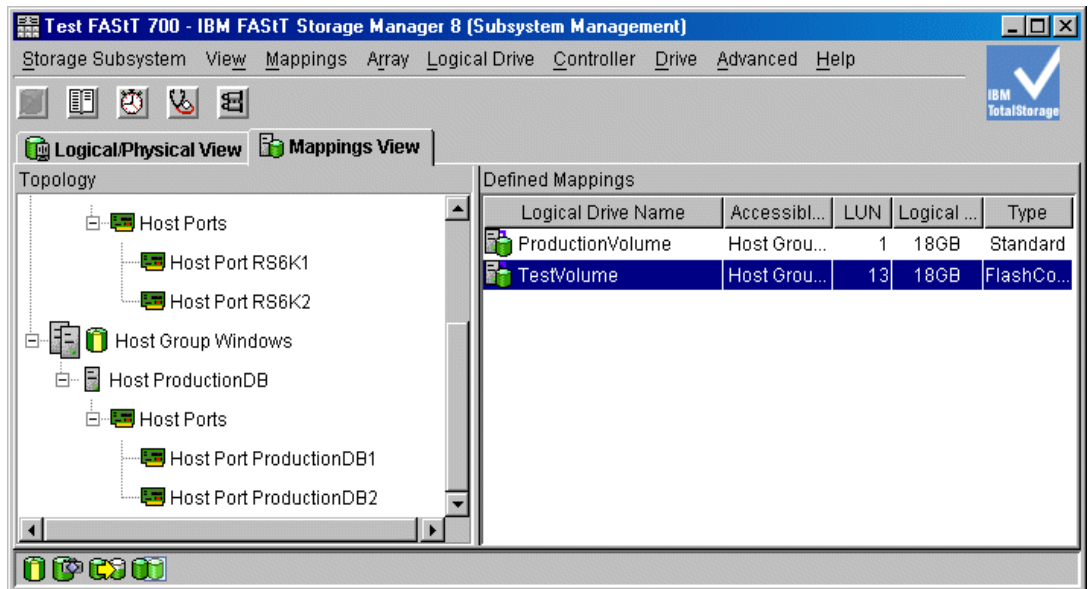 Test FAStT 700 - IBM FAStT Storage Manager 8 (Subsystem Management)
Storage Subsystem View Mappings Array Logical Drive Controller Drive Advanced Help
IBM
TotalStorage
Logical/Physical View Mappings View
Topology
Host Ports
Host Port RS6K1
Host Port RS6K2
Host Group Windows
Host ProductionDB
Host Ports
Host Port ProductionDB1
Host Port ProductionDB2
Defined Mappings
Logical Drive Name Accessibl... LUN Logical ... Type
ProductionVolume Host Grou... 1 18GB Standard
TestVolume Host Grou... 13 18GB FlashCo...